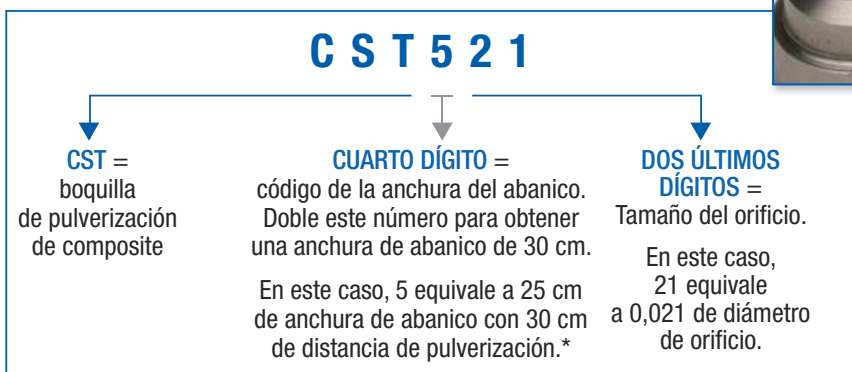 C S T 5 2 1
CST =
boquilla
de pulverización
de composite
CUARTO DÍGITO =
código de la anchura del abanico.
Doble este número para obtener
una anchura de abanico de 30 cm.
En este caso, 5 equivale a 25 cm
de anchura de abanico con 30 cm
de distancia de pulverización.*
DOS ÚLTIMOS
DÍGITOS =
Tamaño del orificio.
En este caso,
21 equivale
a 0,021 de diámetro
de orificio.